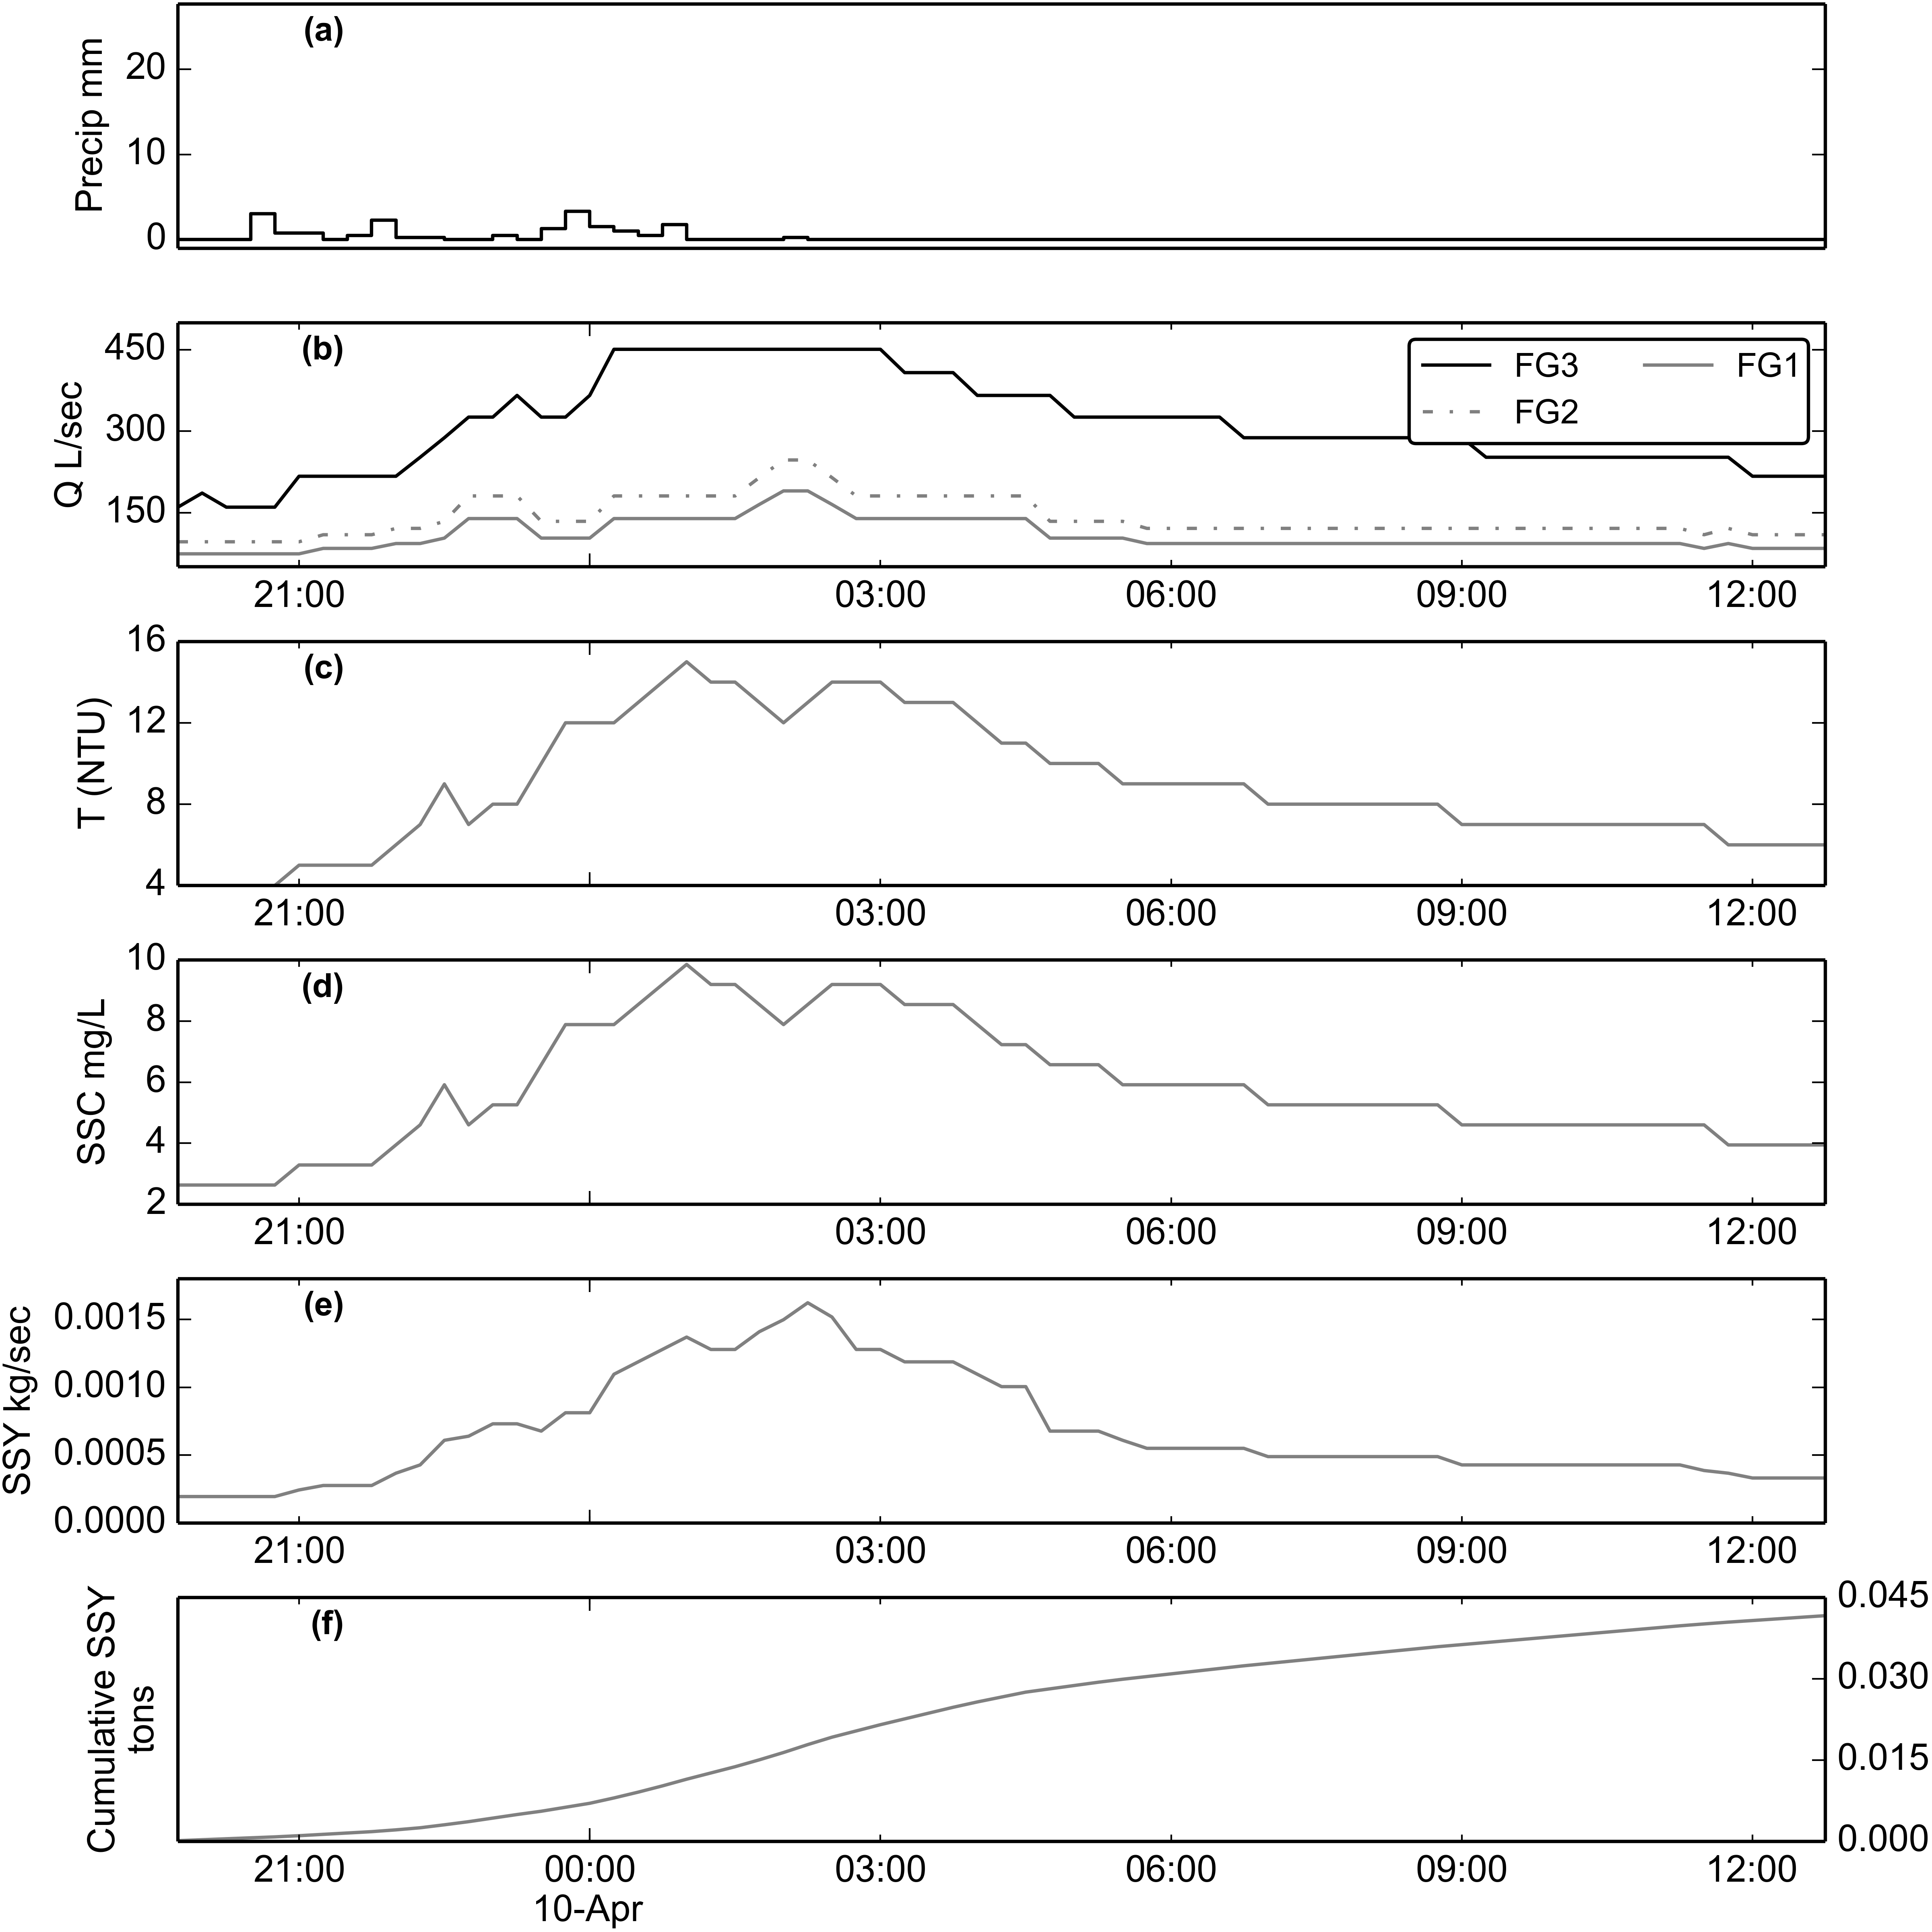 (a)
Precip mm
20
10
0
(b)
Q L/sec
450
300
150
FG3 FG1
FG2
21:00 03:00 06:00 09:00 12:00
(c)
T (NTU)
16
12
8
4
21:00 03:00 06:00 09:00 12:00
(d)
SSC mg/L
10
8
6
4
2
21:00 03:00 06:00 09:00 12:00
(e)
SSY kg/sec
0.0015
0.0010
0.0005
0.0000
21:00 03:00 06:00 09:00 12:00
(f)
Cumulative SSY
tons
0.045
0.030
0.015
0.000
21:00 00:00 03:00 06:00 09:00 12:00
10-Apr